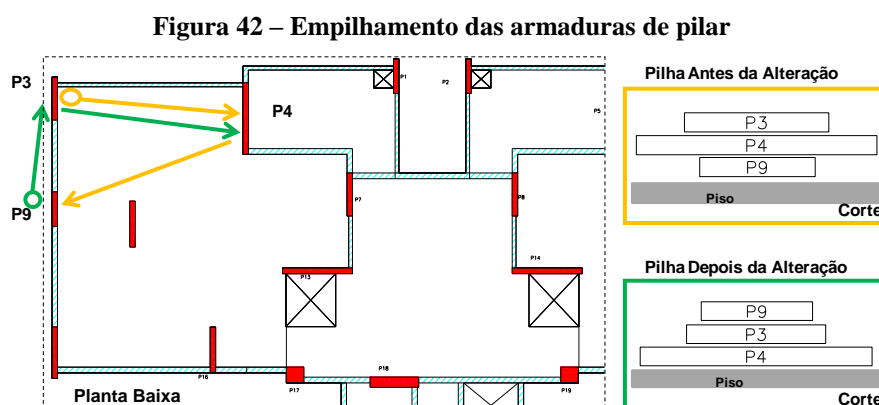 Figura 42 – Empilhamento das armaduras de pilar
P3
P4
P9
P1
P2
P5
P7
P8
P13
P14
P16
P17
P18
P19
Planta Baixa
Pilha Antes da Alteração
P3
P4
P9
Piso
Corte
Pilha Depois da Alteração
P9
P3
P4
Piso
Corte